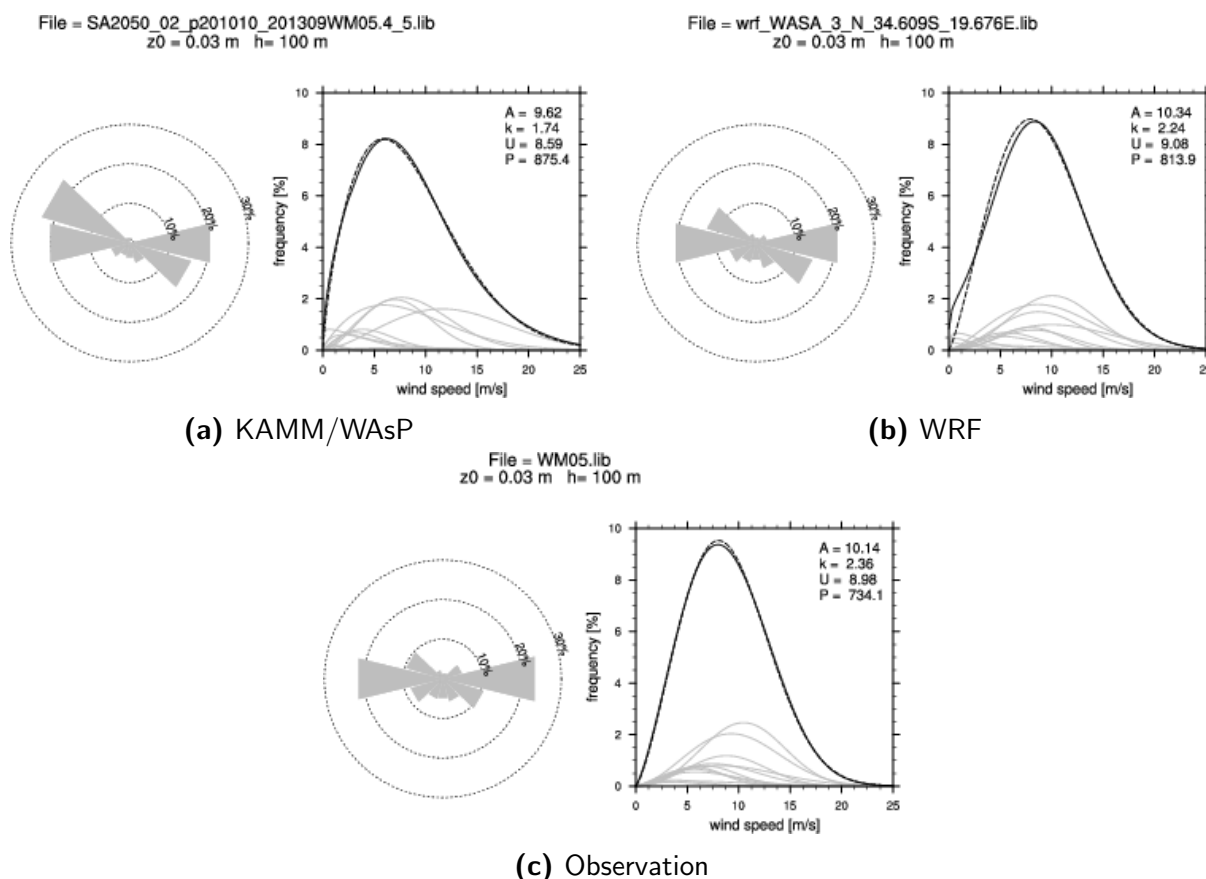 File = SA2050_02_p201010_201309WM05.4_5.lib
z0 = 0.03 m h= 100 m
10%
20%
30%
frequency [%]
10
8
6
4
2
0
A = 9.62
k = 1.74
U = 8.59
P = 875.4
0 5 10 15 20 25
wind speed [m/s]
(a) KAMM/WAsP
File = wrf_WASA_3_N_34.609S_19.676E.lib
z0 = 0.03 m h= 100 m
10%
20%
30%
frequency [%]
10
8
6
4
2
0
A = 10.34
k = 2.24
U = 9.08
P = 813.9
0 5 10 15 20 25
wind speed [m/s]
(b) WRF
File = WM05.lib
z0 = 0.03 m h= 100 m
10%
20%
30%
frequency [%]
10
8
6
4
2
0
A = 10.14
k = 2.36
U = 8.98
P = 734.1
0 5 10 15 20 25
wind speed [m/s]
(c) Observation